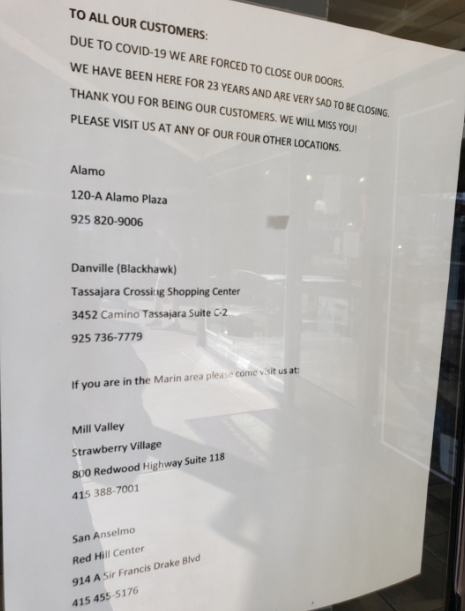 TO ALL OUR CUSTOMERS:
DUE TO COVID-19 WE ARE FORCED TO CLOSE OUR DOORS.
WE HAVE BEEN HERE FOR 23 YEARS AND ARE VERY SAD TO BE CLOSING.
THANK YOU FOR BEING OUR CUSTOMERS. WE WILL MISS YOU!
PLEASE VISIT US AT ANY OF OUR FOUR OTHER LOCATIONS.
Alamo
120-A Alamo Plaza
925 820-9006
Danville (Blackhawk)
Tassajara Crossing Shopping Center
3452 Camino Tassajara Suite C-2
925 736-7779
If you are in the Marin area please come visit us at:
Mill Valley
Strawberry Village
800 Redwood Highway Suite 118
415 388-7001
San Anselmo
Red Hill Center
914 A Sir Francis Drake Blvd
415 455-5176